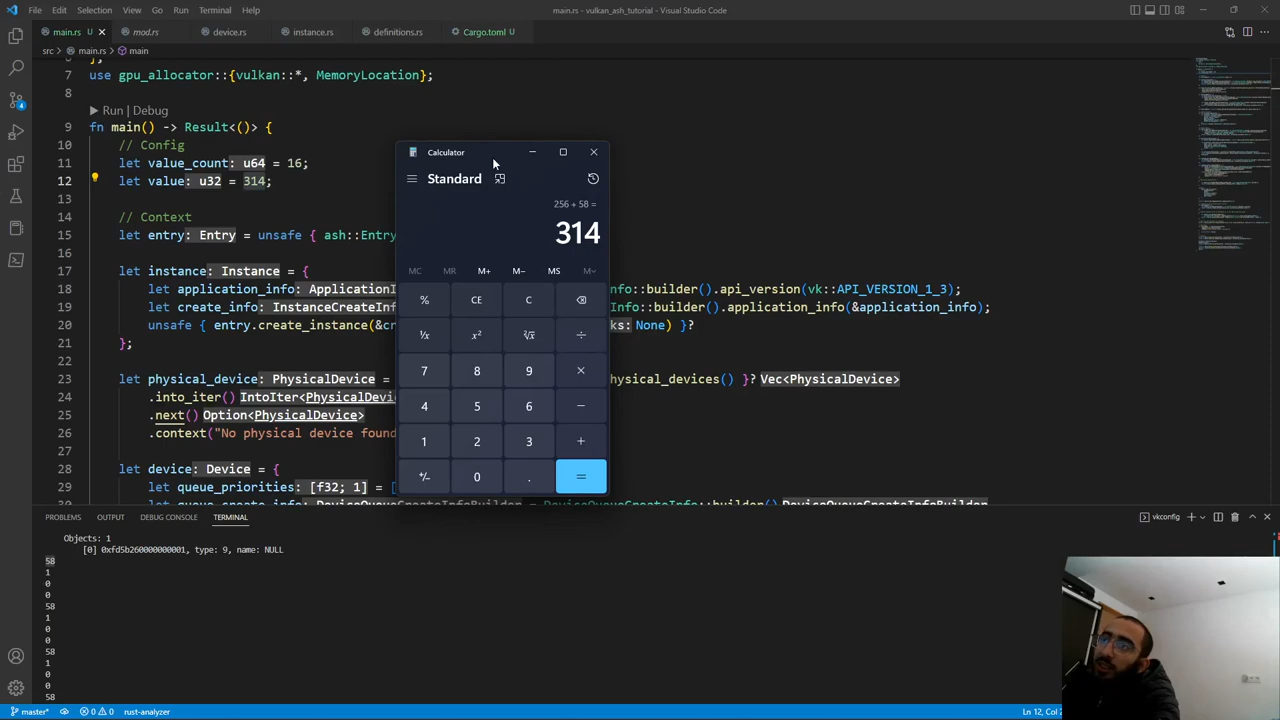 File Edit Selection View Go Run Terminal Help
main.rs - vulkan_ash_tutorial - Visual Studio Code
main.rs U mod.rs device.rs instance.rs definitions.rs Cargo.toml U
src > main.rs > main
7 use gpu_allocator::{vulkan::*, MemoryLocation};
8
Run | Debug
9 fn main() -> Result<()> {
10 // Config
11 let value_count: u64 = 16;
12 let value: u32 = 314;
13
14 // Context
15 let entry: Entry = unsafe { ash::Entry
16
17 let instance: Instance = {
18 let application_info: ApplicationI nfo::builder().api_version(vk::API_VERSION_1_3);
19 let create_info: InstanceCreateInf Info::builder().application_info(&application_info);
20 unsafe { entry.create_instance(&cr ks: None) }?
21 };
22
23 let physical_device: PhysicalDevice = hysical_devices() }? Vec<PhysicalDevice>
24 .into_iter() IntoIter<PhysicalDevi
25 .next() Option<PhysicalDevice>
26 .context("No physical device foun
27
28 let device: Device = {
29 let queue_priorities: [f32; 1] = [
Calculator
Standard
256 + 58 =
314
MC MR M+ M− MS M˅
% CE C
¹/x x² ²√x ÷
7 8 9 ×
4 5 6 −
1 2 3 +
+/− 0 . =
PROBLEMS OUTPUT DEBUG CONSOLE TERMINAL
vkconfig
Objects: 1
[0] 0xfd5b260000000001, type: 9, name: NULL
58
1
0
0
58
1
0
0
58
1
0
0
58
4
master* 0 0 rust-analyzer
Ln 12, Col 2